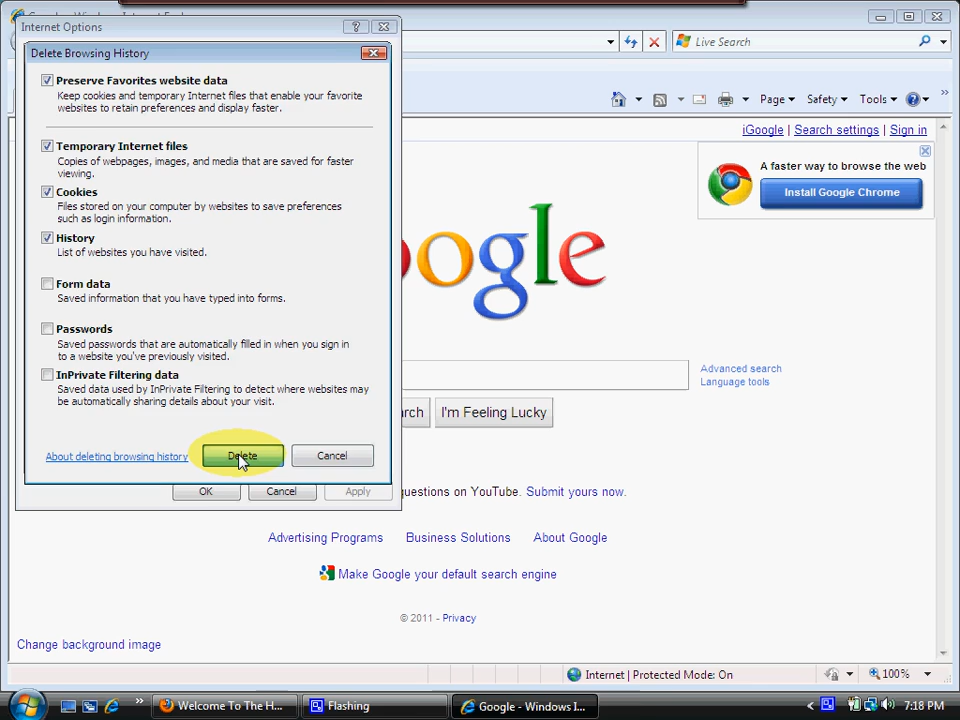 Internet Options
Delete Browsing History
Preserve Favorites website data
Keep cookies and temporary Internet files that enable your favorite
websites to retain preferences and display faster.
Temporary Internet files
Copies of webpages, images, and media that are saved for faster
viewing.
Cookies
Files stored on your computer by websites to save preferences
such as login information.
History
List of websites you have visited.
Form data
Saved information that you have typed into forms.
Passwords
Saved passwords that are automatically filled in when you sign in
to a website you've previously visited.
InPrivate Filtering data
Saved data used by InPrivate Filtering to detect where websites may
be automatically sharing details about your visit.
About deleting browsing history
Delete
Cancel
OK
Cancel
Apply
Live Search
Page
Safety
Tools
iGoogle | Search settings | Sign in
A faster way to browse the web
Install Google Chrome
oogle
Advanced search
Language tools
rch
I'm Feeling Lucky
questions on YouTube. Submit yours now.
Advertising Programs
Business Solutions
About Google
Make Google your default search engine
© 2011 - Privacy
Change background image
Internet | Protected Mode: On
100%
Welcome To The H...
Flashing
Google - Windows I...
7:18 PM